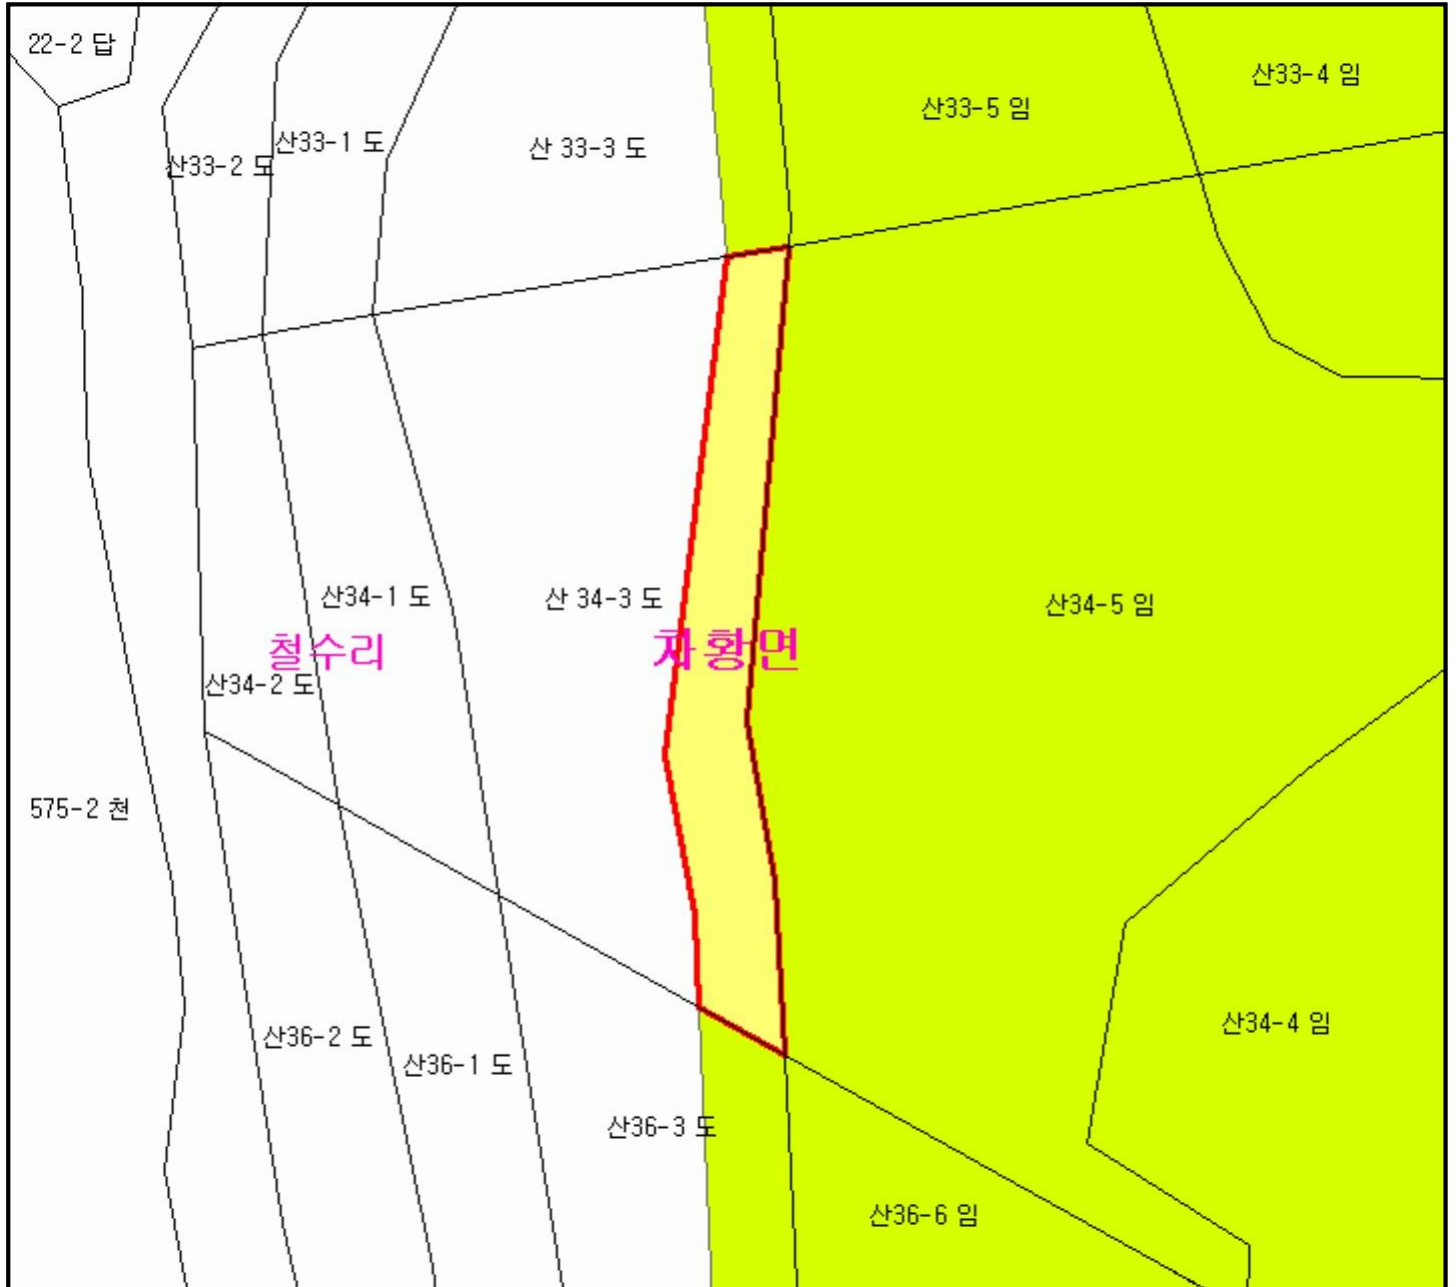 22-2 답
산33-4 임
산33-5 임
산33-1 도
산 33-3 도
산33-2 도
산34-1 도
산 34-3 도
산34-5 임
철수리
차황면
산34-2 도
575-2 천
산34-4 임
산36-2 도
산36-1 도
산36-3 도
산36-6 임